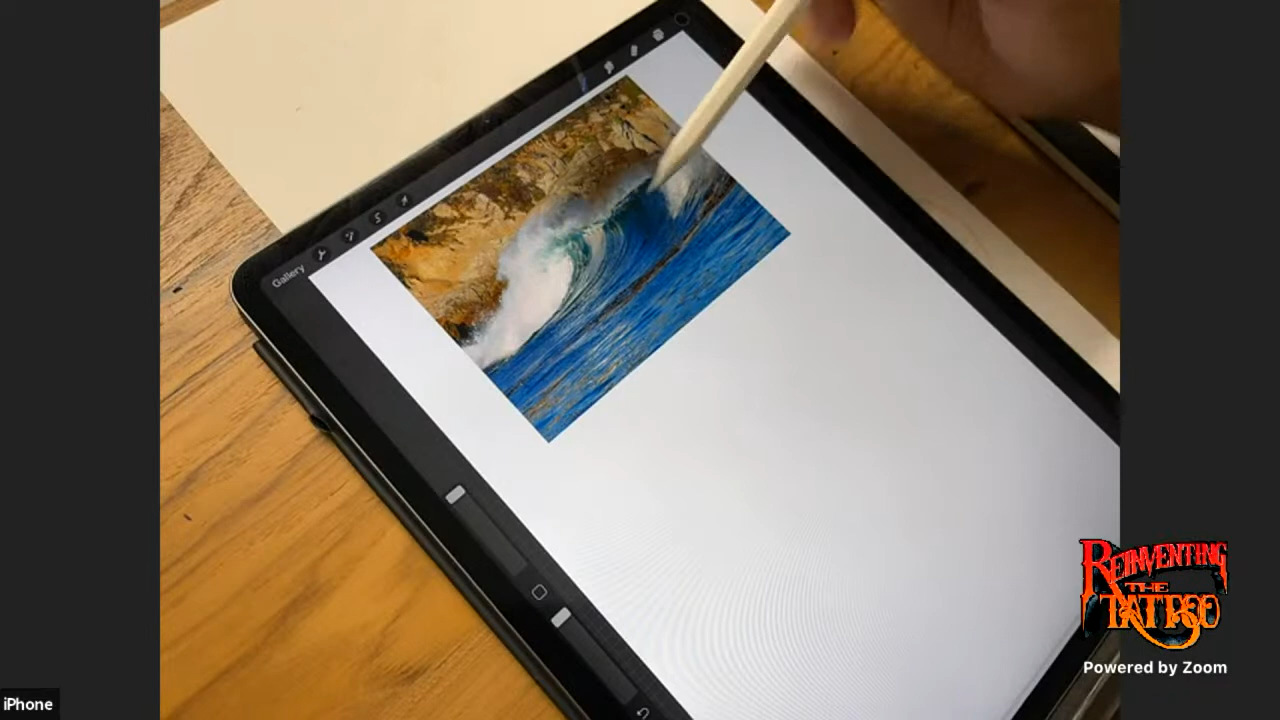 Gallery
REINVENTING
THE
TATTOO
Powered by Zoom
iPhone